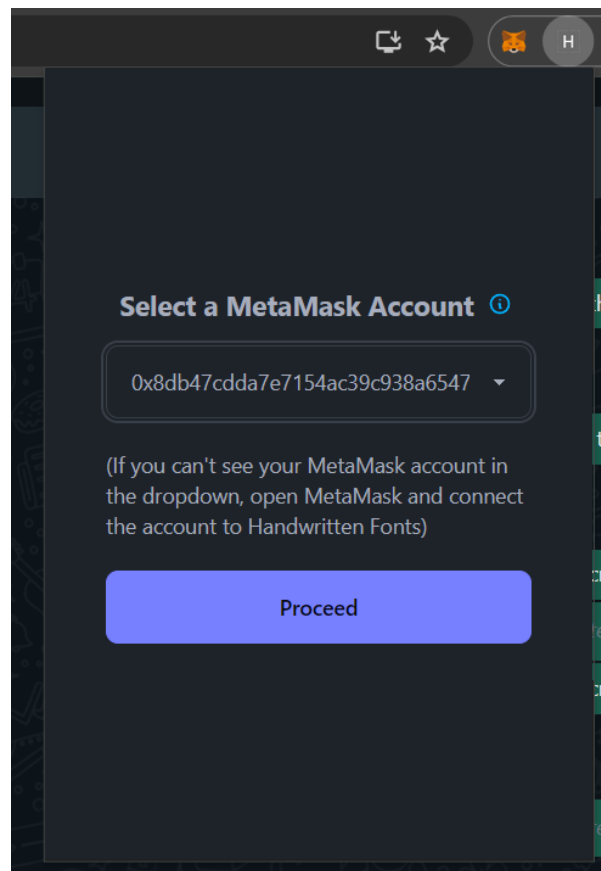 H
Select a MetaMask Account
0x8db47cdda7e7154ac39c938a6547
(If you can't see your MetaMask account in
the dropdown, open MetaMask and connect
the account to Handwritten Fonts)
Proceed